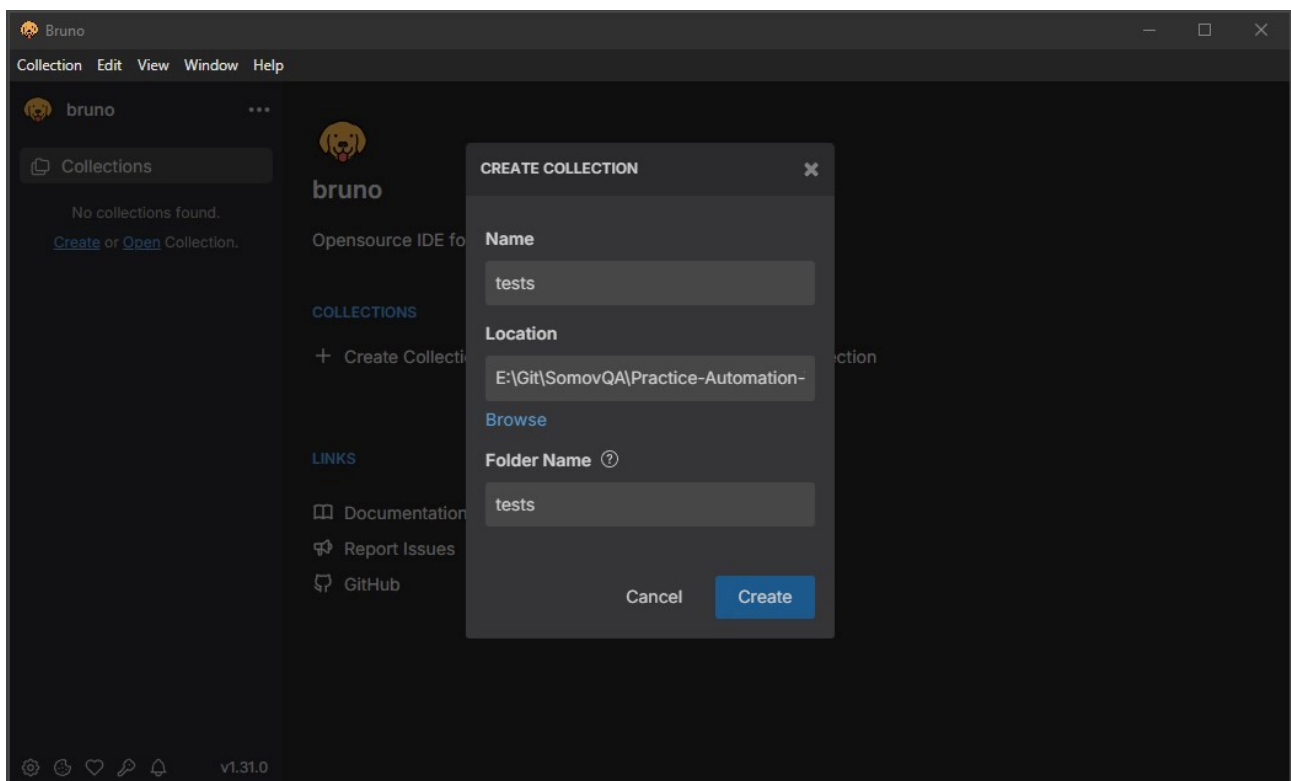 Bruno
Collection Edit View Window Help
bruno
Collections
No collections found.
Create or Open Collection.
v1.31.0
bruno
Opensource IDE fo
COLLECTIONS
+ Create Collecti
ction
LINKS
Documentation
Report Issues
GitHub
CREATE COLLECTION
Name
tests
Location
E:\Git\SomovQA\Practice-Automation-
Browse
Folder Name
tests
Cancel Create